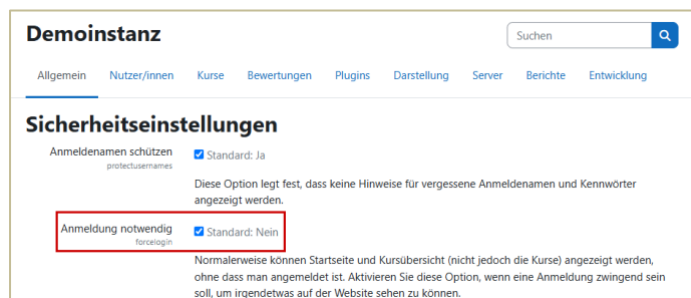 Demoinstanz
Suchen
Allgemein Nutzer/innen Kurse Bewertungen Plugins Darstellung Server Berichte Entwicklung
Sicherheitseinstellungen
Anmeldenamen schützen Standard: Ja
protectusernames
Diese Option legt fest, dass keine Hinweise für vergessene Anmeldenamen und Kennwörter
angezeigt werden.
Anmeldung notwendig Standard: Nein
forcelogin
Normalerweise können Startseite und Kursübersicht (nicht jedoch die Kurse) angezeigt werden,
ohne dass man angemeldet ist. Aktivieren Sie diese Option, wenn eine Anmeldung zwingend sein
soll, um irgendetwas auf der Website sehen zu können.